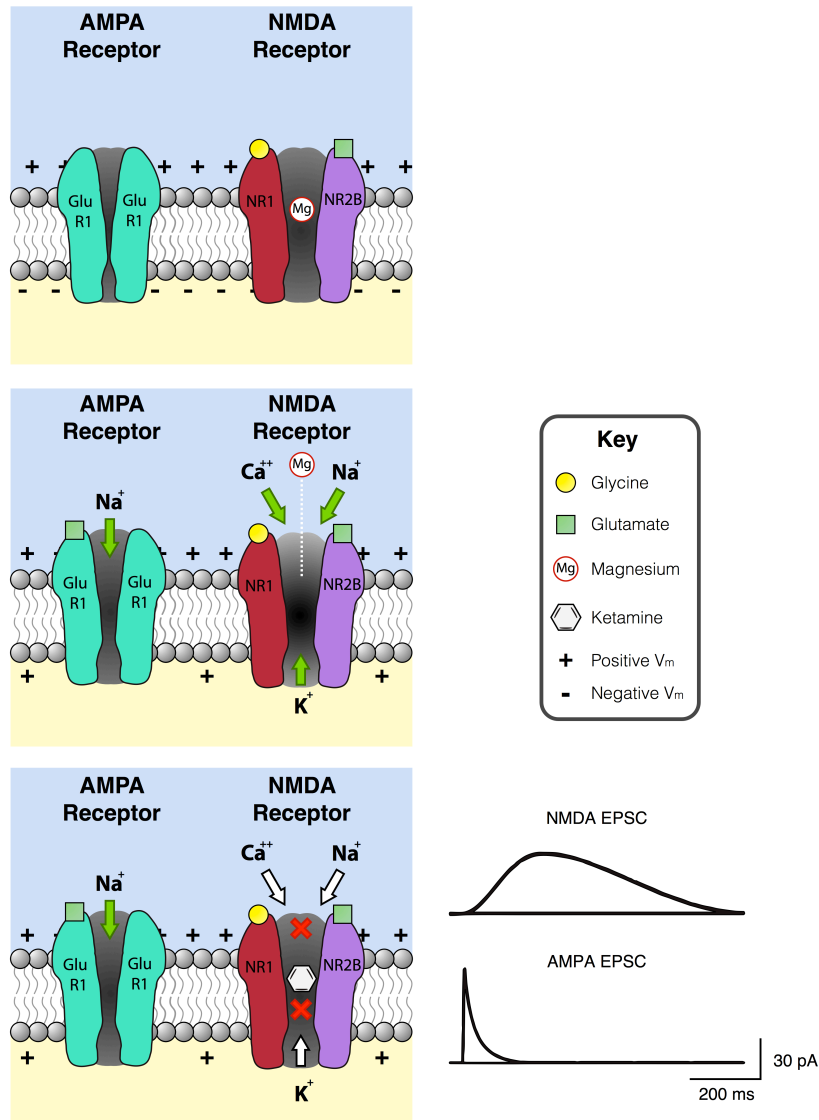 AMPA
Receptor
NMDA
Receptor
+ + + + + + +
Glu
R1
Glu
R1
NR1
Mg
NR2B
- - - - - - - -
AMPA
Receptor
NMDA
Receptor
Ca++
Mg
Na+
Na+
+ + + + + + +
Glu
R1
Glu
R1
NR1
NR2B
+ + +
K+
Key
Glycine
Glutamate
Mg Magnesium
Ketamine
+ Positive Vm
- Negative Vm
AMPA
Receptor
NMDA
Receptor
Ca++
Na+
Na+
+ + + + + + +
Glu
R1
Glu
R1
NR1
NR2B
+ + +
K+
NMDA EPSC
AMPA EPSC
30 pA
200 ms